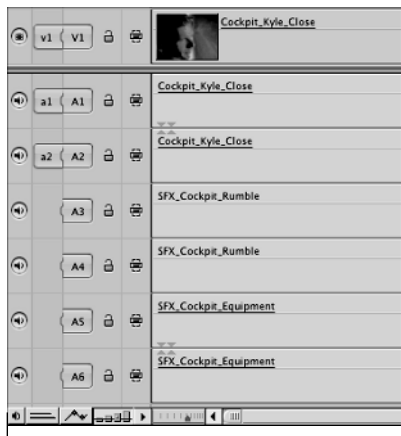 v1 V1 Cockpit_Kyle_Close
a1 A1 Cockpit_Kyle_Close
a2 A2 Cockpit_Kyle_Close
A3 SFX_Cockpit_Rumble
A4 SFX_Cockpit_Rumble
A5 SFX_Cockpit_Equipment
A6 SFX_Cockpit_Equipment